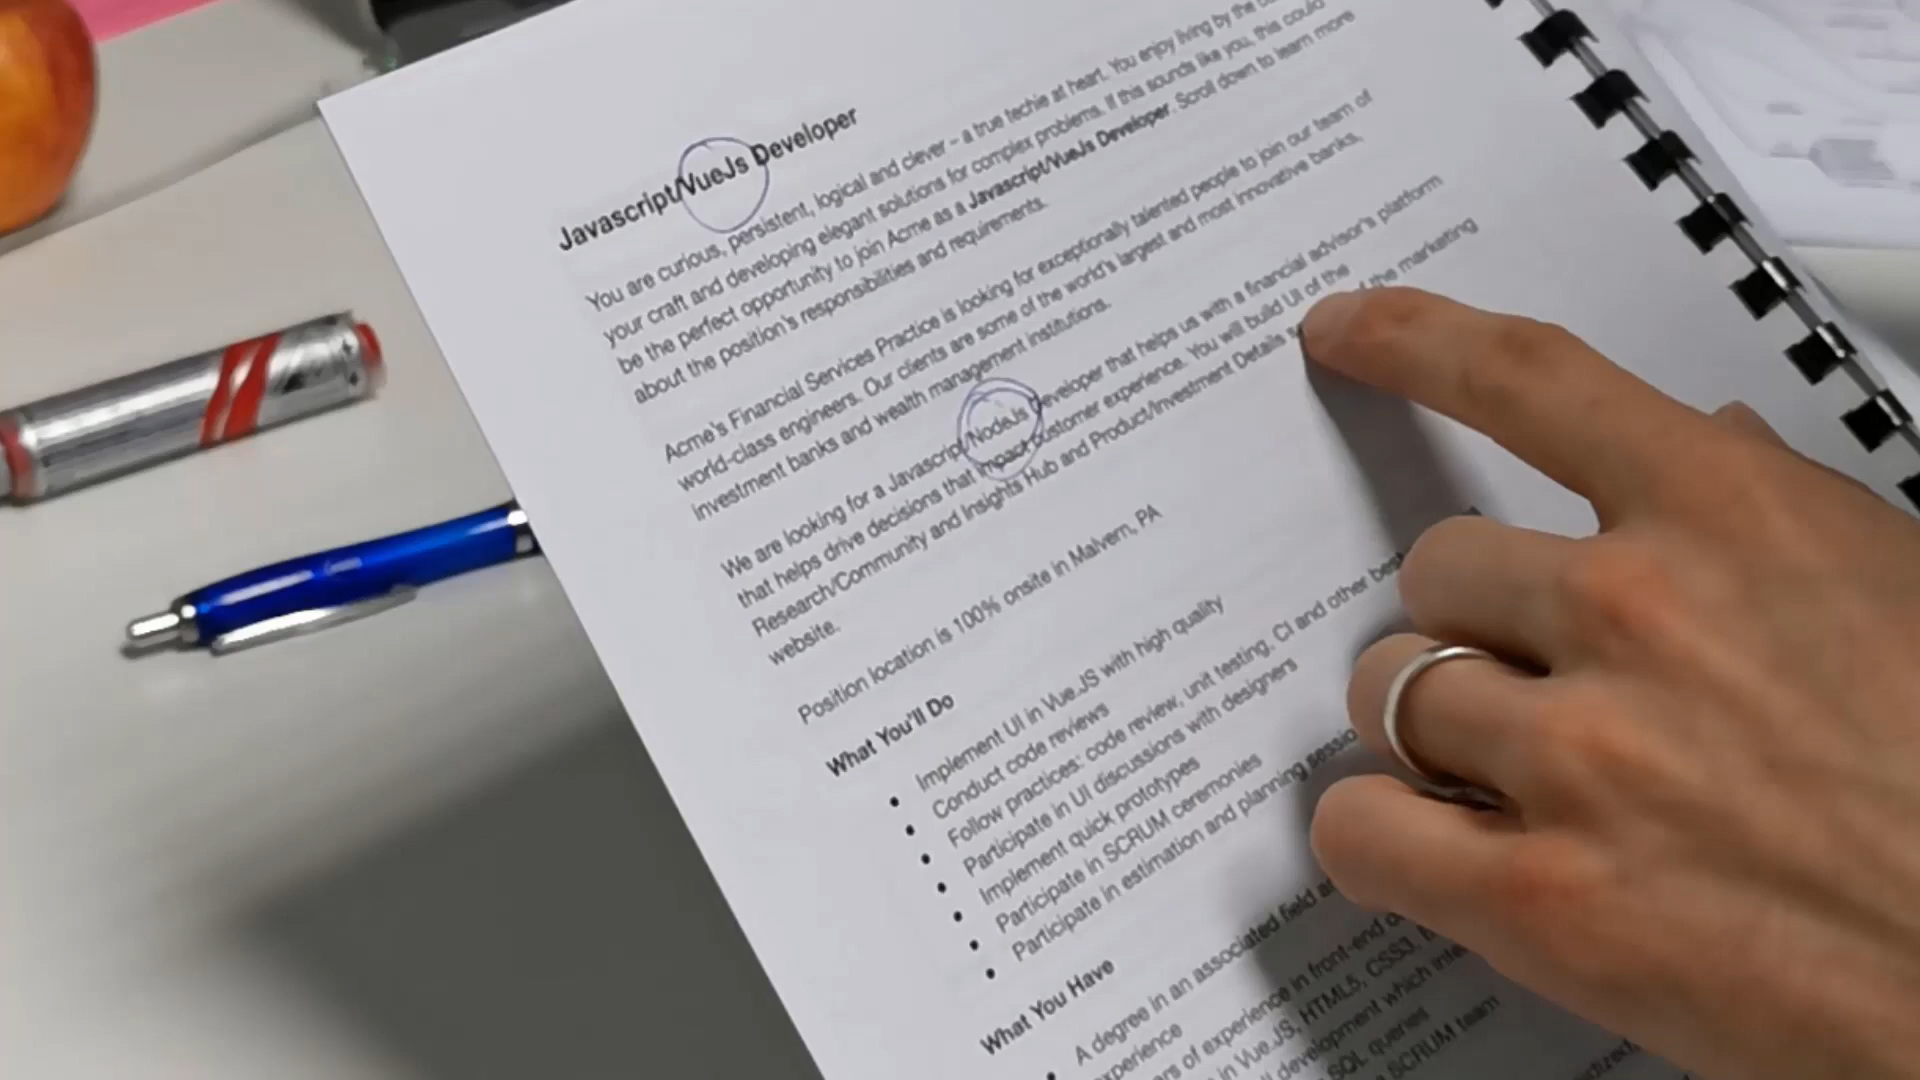 Javascript/VueJs Developer
You are curious, persistent, logical and clever – a true techie at heart. You enjoy living by the
your craft and developing elegant solutions for complex problems. If this sounds like you, this could
be the perfect opportunity to join Acme as a Javascript/VueJs Developer. Scroll down to learn more
about the position's responsibilities and requirements.
Acme's Financial Services Practice is looking for exceptionally talented people to join our team of
world-class engineers. Our clients are some of the world's largest and most innovative banks,
investment banks and wealth management institutions.
We are looking for a Javascript/NodeJs Developer that helps us with a financial advisor's platform
that helps drive decisions that impact customer experience. You will build UI of the
Research/Community and Insights Hub and Product/Investment Details of the marketing
website.
Position location is 100% onsite in Malvern, PA
What You'll Do
• Implement UI in Vue.JS with high quality
• Conduct code reviews
• Follow practices: code review, unit testing, CI and other best
• Participate in UI discussions with designers
• Implement quick prototypes
• Participate in SCRUM ceremonies
• Participate in estimation and planning
What You Have
• A degree in an associated field
experience
of experience in front-end
in Vue.JS, HTML5, CSS3,
development which
SQL queries
SCRUM team